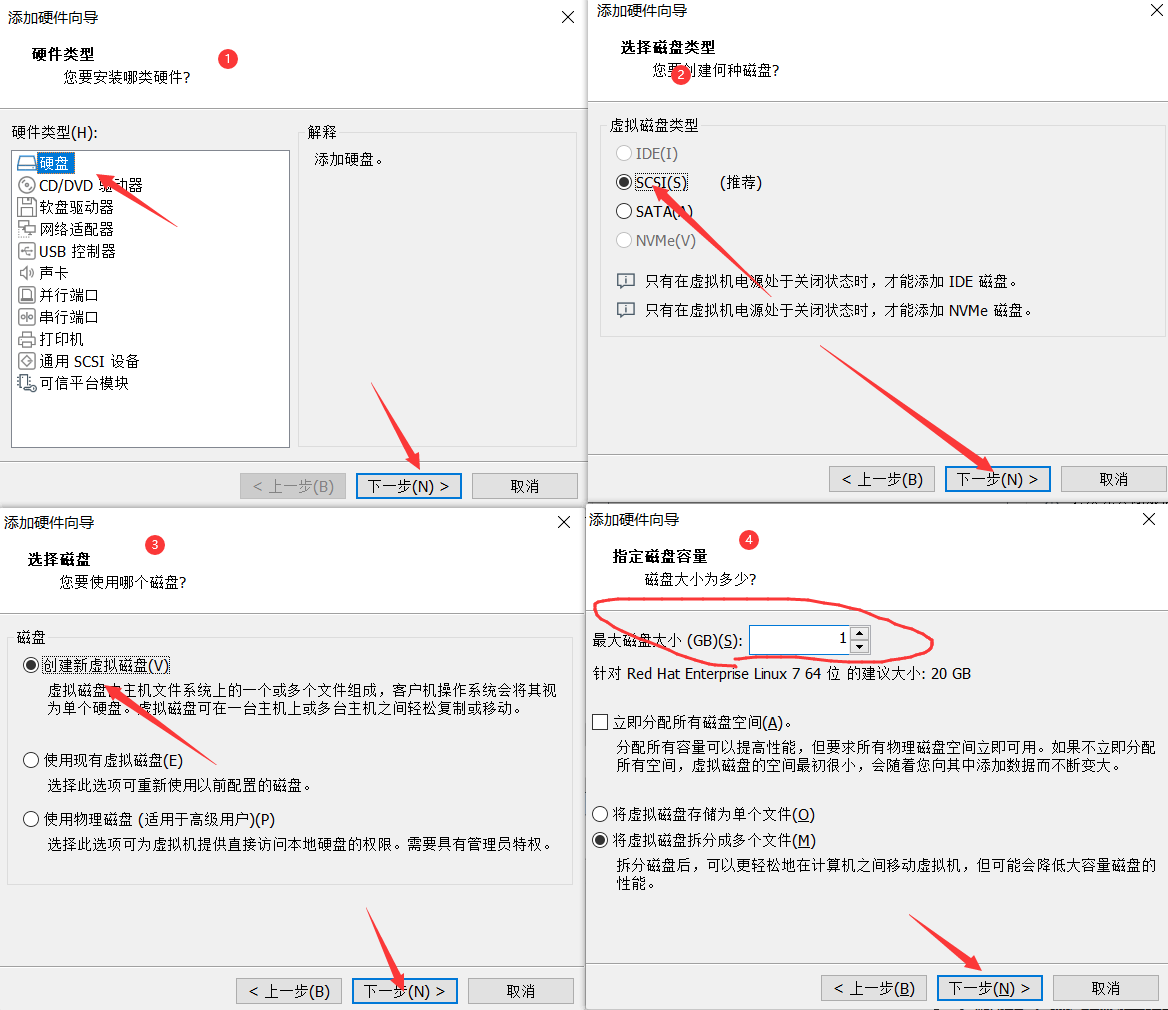 添加硬件向导
硬件类型
1
您要安装哪类硬件?
硬件类型(H):
硬盘
CD/DVD 驱动器
软盘驱动器
网络适配器
USB 控制器
声卡
并行端口
串行端口
打印机
通用 SCSI 设备
可信平台模块
解释
添加硬盘。
< 上一步(B)
下一步(N) >
取消
添加硬件向导
选择磁盘类型
您要创建何种磁盘?
2
虚拟磁盘类型
IDE(I)
SCSI(S) (推荐)
SATA(A)
NVMe(V)
只有在虚拟机电源处于关闭状态时，才能添加 IDE 磁盘。
只有在虚拟机电源处于关闭状态时，才能添加 NVMe 磁盘。
< 上一步(B)
下一步(N) >
取消
添加硬件向导
3
选择磁盘
您要使用哪个磁盘?
磁盘
创建新虚拟磁盘(V)
虚拟磁盘由主机文件系统上的一个或多个文件组成，客户机操作系统会将其视
为单个硬盘。虚拟磁盘可在一台主机上或多台主机之间轻松复制或移动。
使用现有虚拟磁盘(E)
选择此选项可重新使用以前配置的磁盘。
使用物理磁盘 (适用于高级用户)(P)
选择此选项可为虚拟机提供直接访问本地硬盘的权限。需要具有管理员特权。
< 上一步(B)
下一步(N) >
取消
添加硬件向导
4
指定磁盘容量
磁盘大小为多少?
最大磁盘大小 (GB)(S): 1
针对 Red Hat Enterprise Linux 7 64 位 的建议大小: 20 GB
立即分配所有磁盘空间(A)。
分配所有容量可以提高性能，但要求所有物理磁盘空间立即可用。如果不立即分配
所有空间，虚拟磁盘的空间最初很小，会随着您向其中添加数据而不断变大。
将虚拟磁盘存储为单个文件(O)
将虚拟磁盘拆分成多个文件(M)
拆分磁盘后，可以更轻松地在计算机之间移动虚拟机，但可能会降低大容量磁盘的
性能。
< 上一步(B)
下一步(N) >
取消